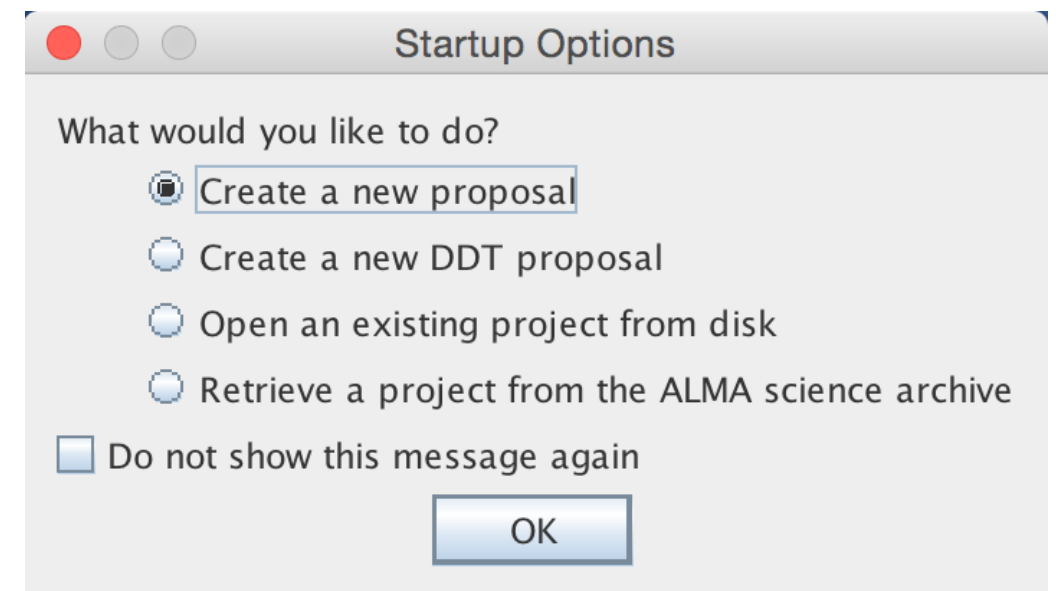 Startup Options
What would you like to do?
Create a new proposal
Create a new DDT proposal
Open an existing project from disk
Retrieve a project from the ALMA science archive
Do not show this message again
OK